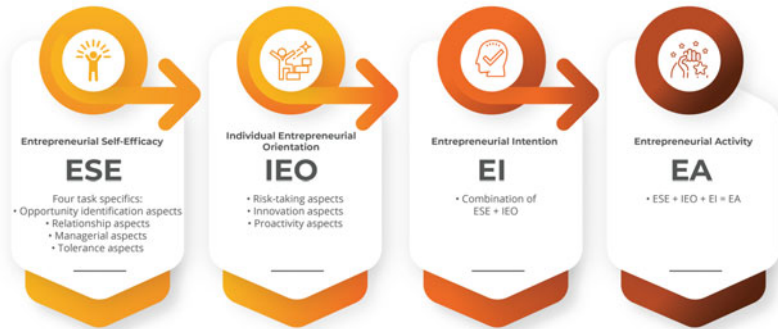 Entrepreneurial Self-Efficacy
ESE
Four task specifics:
• Opportunity identification aspects
• Relationship aspects
• Managerial aspects
• Tolerance aspects
Individual Entrepreneurial
Orientation
IEO
• Risk-taking aspects
• Innovation aspects
• Proactivity aspects
Entrepreneurial Intention
EI
• Combination of
ESE + IEO
Entrepreneurial Activity
EA
• ESE + IEO + EI = EA